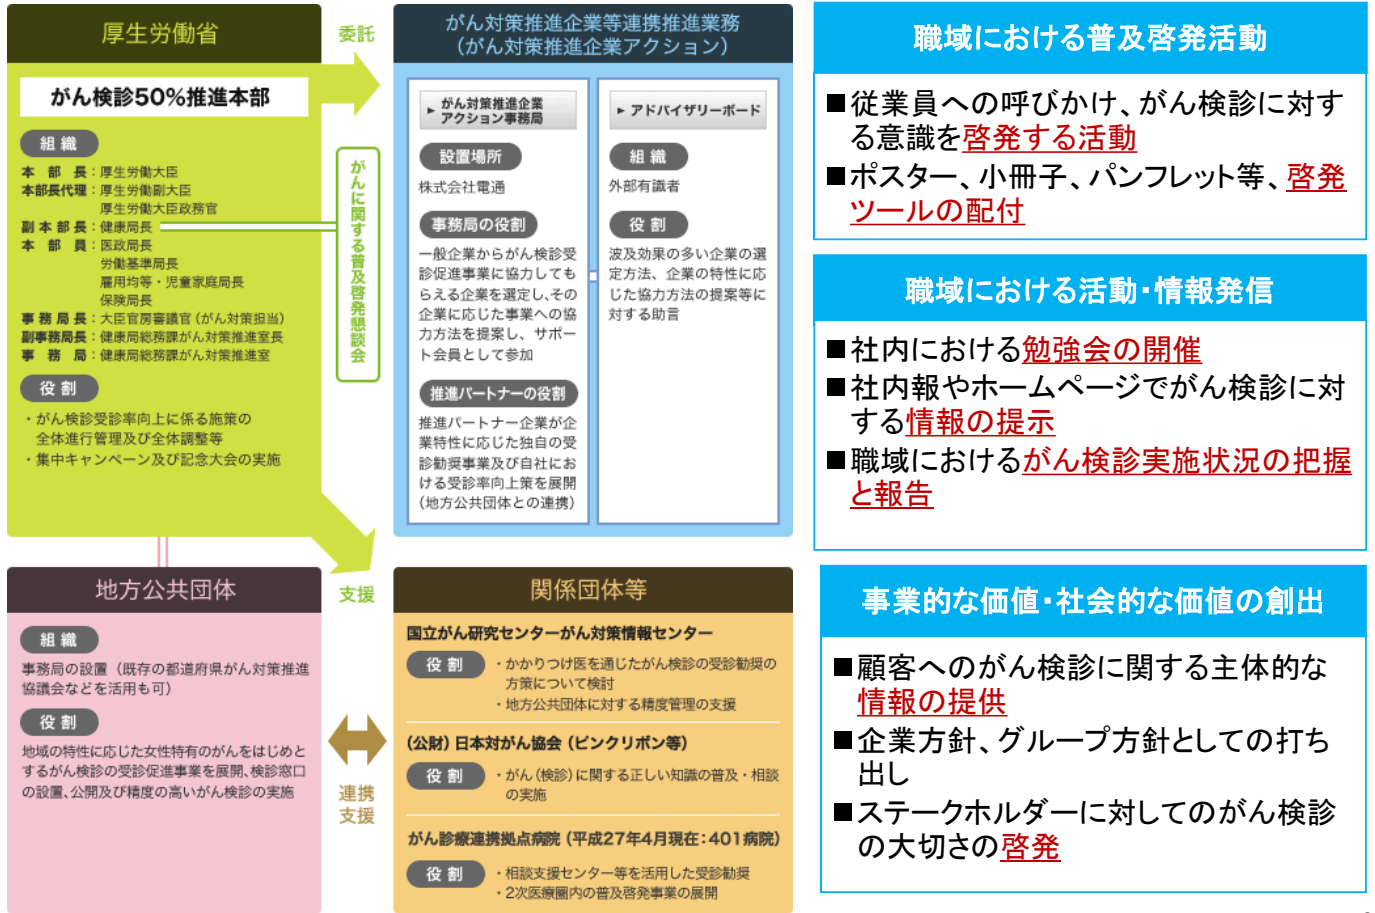 厚生労働省
がん検診50%推進本部
組 織
本 部 長：厚生労働大臣
本部長代理：厚生労働副大臣
厚生労働大臣政務官
副本部長：健康局長
本 部 員：医政局長
労働基準局長
雇用均等・児童家庭局長
保険局長
事務局長：大臣官房審議官（がん対策担当）
副事務局長：健康局総務課がん対策推進室長
事 務 局：健康局総務課がん対策推進室
役 割
・がん検診受診率向上に係る施策の
全体進行管理及び全体調整等
・集中キャンペーン及び記念大会の実施
委託
がんに関する普及啓発懇談会
がん対策推進企業等連携推進業務
（がん対策推進企業アクション）
がん対策推進企業
アクション事務局
設置場所
株式会社電通
事務局の役割
一般企業からがん検診受
診促進事業に協力しても
らえる企業を選定し、その
企業に応じた事業への協
力方法を提案し、サポー
ト会員として参加
推進パートナーの役割
推進パートナー企業が企
業特性に応じた独自の受
診勧奨事業及び自社にお
ける受診率向上策を展開
（地方公共団体との連携）
アドバイザリーボード
組 織
外部有識者
役 割
波及効果の多い企業の選
定方法、企業の特性に応
じた協力方法の提案等に
対する助言
地方公共団体
組 織
事務局の設置（既存の都道府県がん対策推進
協議会などを活用も可）
役 割
地域の特性に応じた女性特有のがんをはじめと
するがん検診の受診促進事業を展開、検診窓口
の設置、公開及び精度の高いがん検診の実施
支援
連携
支援
関係団体等
国立がん研究センターがん対策情報センター
役 割
・かかりつけ医を通じたがん検診の受診勧奨の
方策について検討
・地方公共団体に対する精度管理の支援
（公財）日本対がん協会（ピンクリボン等）
役 割
・がん（検診）に関する正しい知識の普及・相談
の実施
がん診療連携拠点病院（平成27年4月現在：401病院）
役 割
・相談支援センター等を活用した受診勧奨
・2次医療圏内の普及啓発事業の展開
職域における普及啓発活動
■従業員への呼びかけ、がん検診に対す
る意識を啓発する活動
■ポスター、小冊子、パンフレット等、啓発
ツールの配付
職域における活動・情報発信
■社内における勉強会の開催
■社内報やホームページでがん検診に対
する情報の提示
■職域におけるがん検診実施状況の把握
と報告
事業的な価値・社会的な価値の創出
■顧客へのがん検診に関する主体的な
情報の提供
■企業方針、グループ方針としての打ち
出し
■ステークホルダーに対してのがん検診
の大切さの啓発